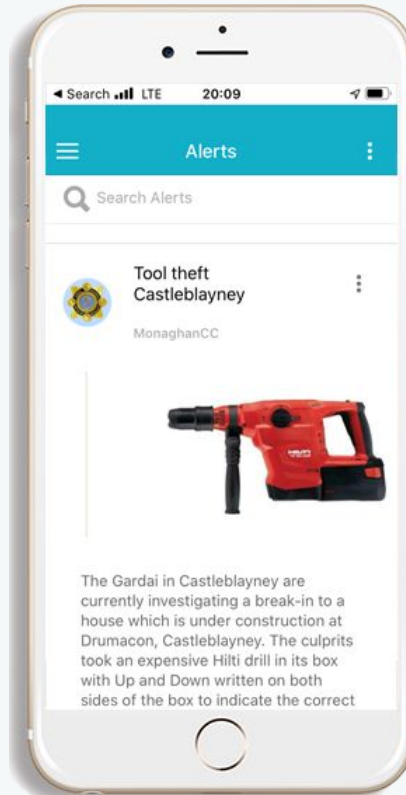 ◀ Search LTE 20:09
Alerts
Search Alerts
Tool theft
Castleblayney
MonaghanCC
HILTI
The Gardai in Castleblayney are
currently investigating a break-in to a
house which is under construction at
Drumacon, Castleblayney. The culprits
took an expensive Hilti drill in its box
with Up and Down written on both
sides of the box to indicate the correct